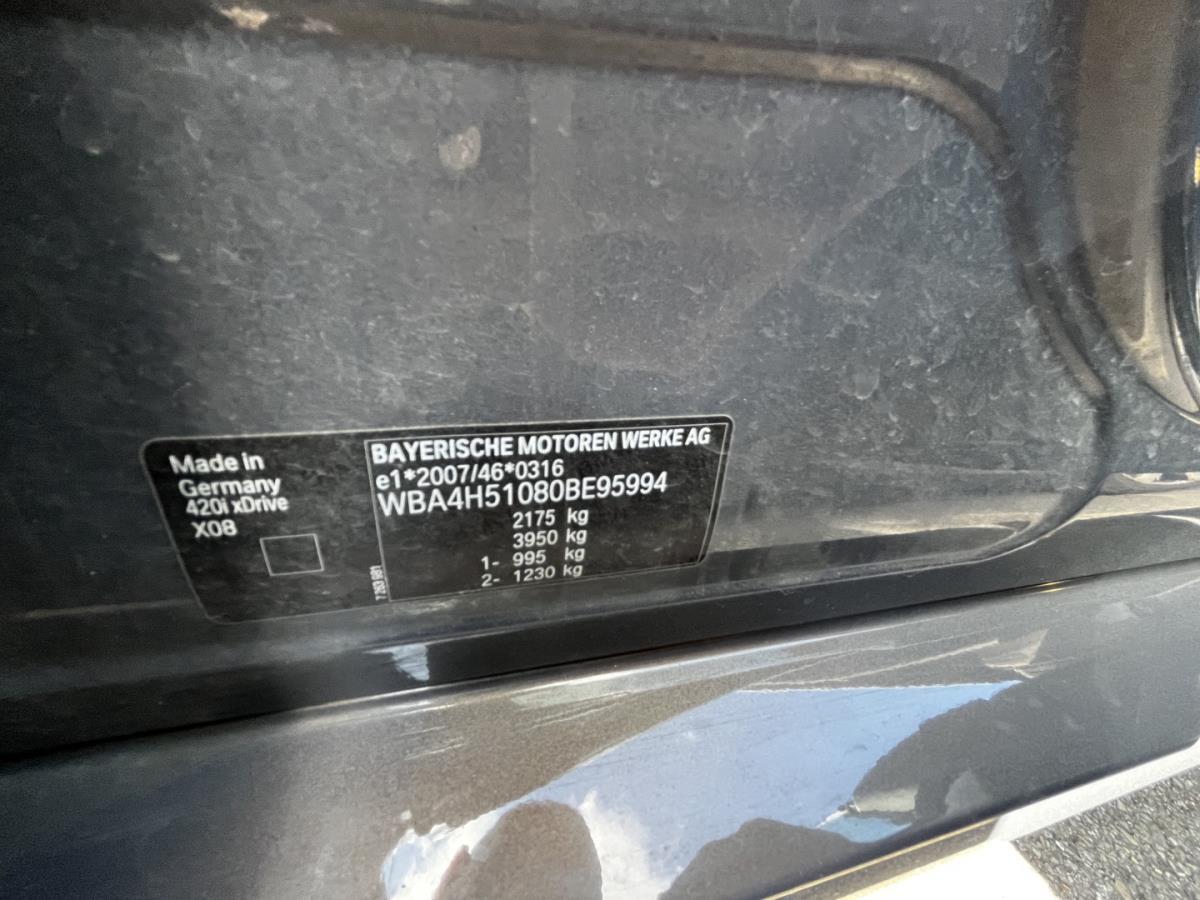 Made in
Germany
420i xDrive
X08
BAYERISCHE MOTOREN WERKE AG
e1*2007/46*0316
WBA4H51080BE95994
2175 kg
3950 kg
1- 995 kg
2- 1230 kg